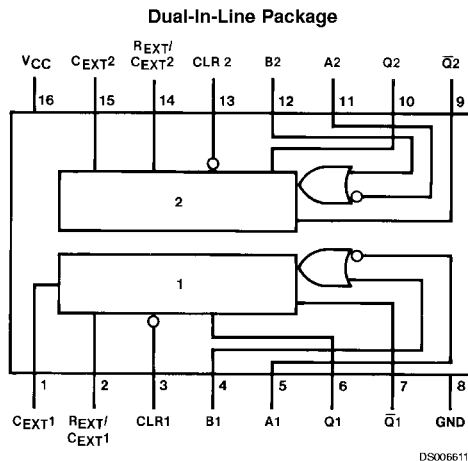 Dual-In-Line Package
VCC CEXT2 REXT/ CEXT2 CLR 2 B2 A2 Q2 Q̅2
16 15 14 13 12 11 10 9
2
1
1 2 3 4 5 6 7 8
CEXT1 REXT/ CEXT1 CLR1 B1 A1 Q1 Q̅1 GND
DS006611